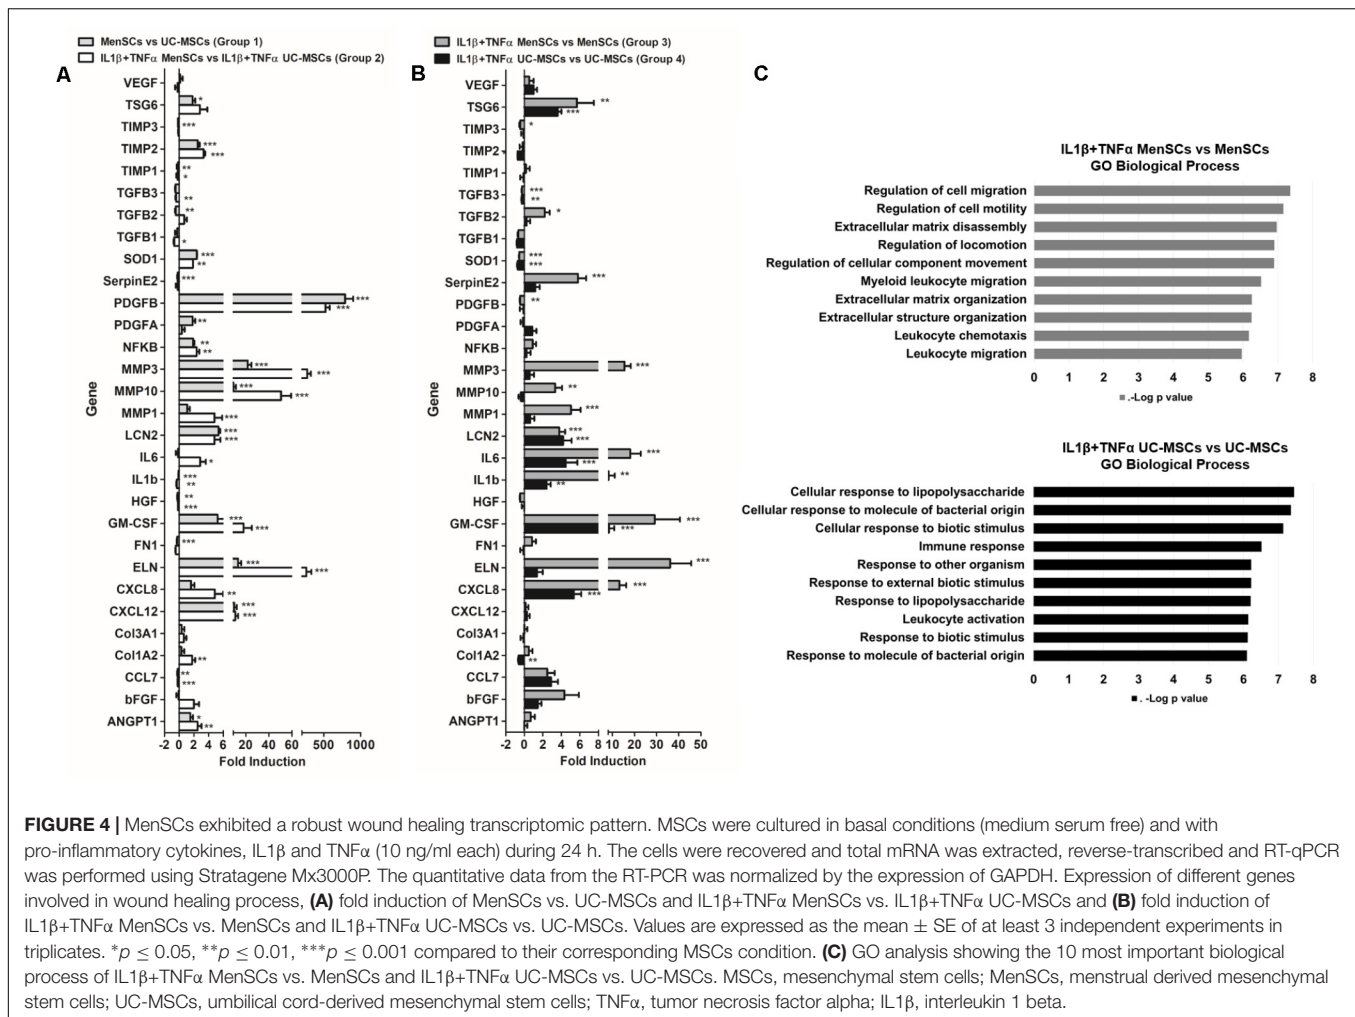 MenSCs vs UC-MSCs (Group 1)
IL1β+TNFα MenSCs vs IL1β+TNFα UC-MSCs (Group 2)
A
VEGF
TSG6
TIMP3
TIMP2
TIMP1
TGFB3
TGFB2
TGFB1
SOD1
SerpinE2
PDGFB
PDGFA
NFKB
MMP3
MMP10
MMP1
LCN2
IL6
IL1b
HGF
GM-CSF
FN1
ELN
CXCL8
CXCL12
Col3A1
Col1A2
CCL7
bFGF
ANGPT1
Gene
-2 0 2 4 6 20 40 60 500 1000
Fold Induction
IL1β+TNFα MenSCs vs MenSCs (Group 3)
IL1β+TNFα UC-MSCs vs UC-MSCs (Group 4)
B
VEGF
TSG6
TIMP3
TIMP2
TIMP1
TGFB3
TGFB2
TGFB1
SOD1
SerpinE2
PDGFB
PDGFA
NFKB
MMP3
MMP10
MMP1
LCN2
IL6
IL1b
HGF
GM-CSF
FN1
ELN
CXCL8
CXCL12
Col3A1
Col1A2
CCL7
bFGF
ANGPT1
Gene
-2 0 2 4 6 8 10 20 30 40 50
Fold Induction
C
IL1β+TNFα MenSCs vs MenSCs
GO Biological Process
Regulation of cell migration
Regulation of cell motility
Extracellular matrix disassembly
Regulation of locomotion
Regulation of cellular component movement
Myeloid leukocyte migration
Extracellular matrix organization
Extracellular structure organization
Leukocyte chemotaxis
Leukocyte migration
0 1 2 3 4 5 6 7 8
.-Log p value
IL1β+TNFα UC-MSCs vs UC-MSCs
GO Biological Process
Cellular response to lipopolysaccharide
Cellular response to molecule of bacterial origin
Cellular response to biotic stimulus
Immune response
Response to other organism
Response to external biotic stimulus
Response to lipopolysaccharide
Leukocyte activation
Response to biotic stimulus
Response to molecule of bacterial origin
0 1 2 3 4 5 6 7 8
. -Log p value
FIGURE 4 | MenSCs exhibited a robust wound healing transcriptomic pattern. MSCs were cultured in basal conditions (medium serum free) and with
pro-inflammatory cytokines, IL1β and TNFα (10 ng/ml each) during 24 h. The cells were recovered and total mRNA was extracted, reverse-transcribed and RT-qPCR
was performed using Stratagene Mx3000P. The quantitative data from the RT-PCR was normalized by the expression of GAPDH. Expression of different genes
involved in wound healing process, (A) fold induction of MenSCs vs. UC-MSCs and IL1β+TNFα MenSCs vs. IL1β+TNFα UC-MSCs and (B) fold induction of
IL1β+TNFα MenSCs vs. MenSCs and IL1β+TNFα UC-MSCs vs. UC-MSCs. Values are expressed as the mean ± SE of at least 3 independent experiments in
triplicates. *p ≤ 0.05, **p ≤ 0.01, ***p ≤ 0.001 compared to their corresponding MSCs condition. (C) GO analysis showing the 10 most important biological
process of IL1β+TNFα MenSCs vs. MenSCs and IL1β+TNFα UC-MSCs vs. UC-MSCs. MSCs, mesenchymal stem cells; MenSCs, menstrual derived mesenchymal
stem cells; UC-MSCs, umbilical cord-derived mesenchymal stem cells; TNFα, tumor necrosis factor alpha; IL1β, interleukin 1 beta.